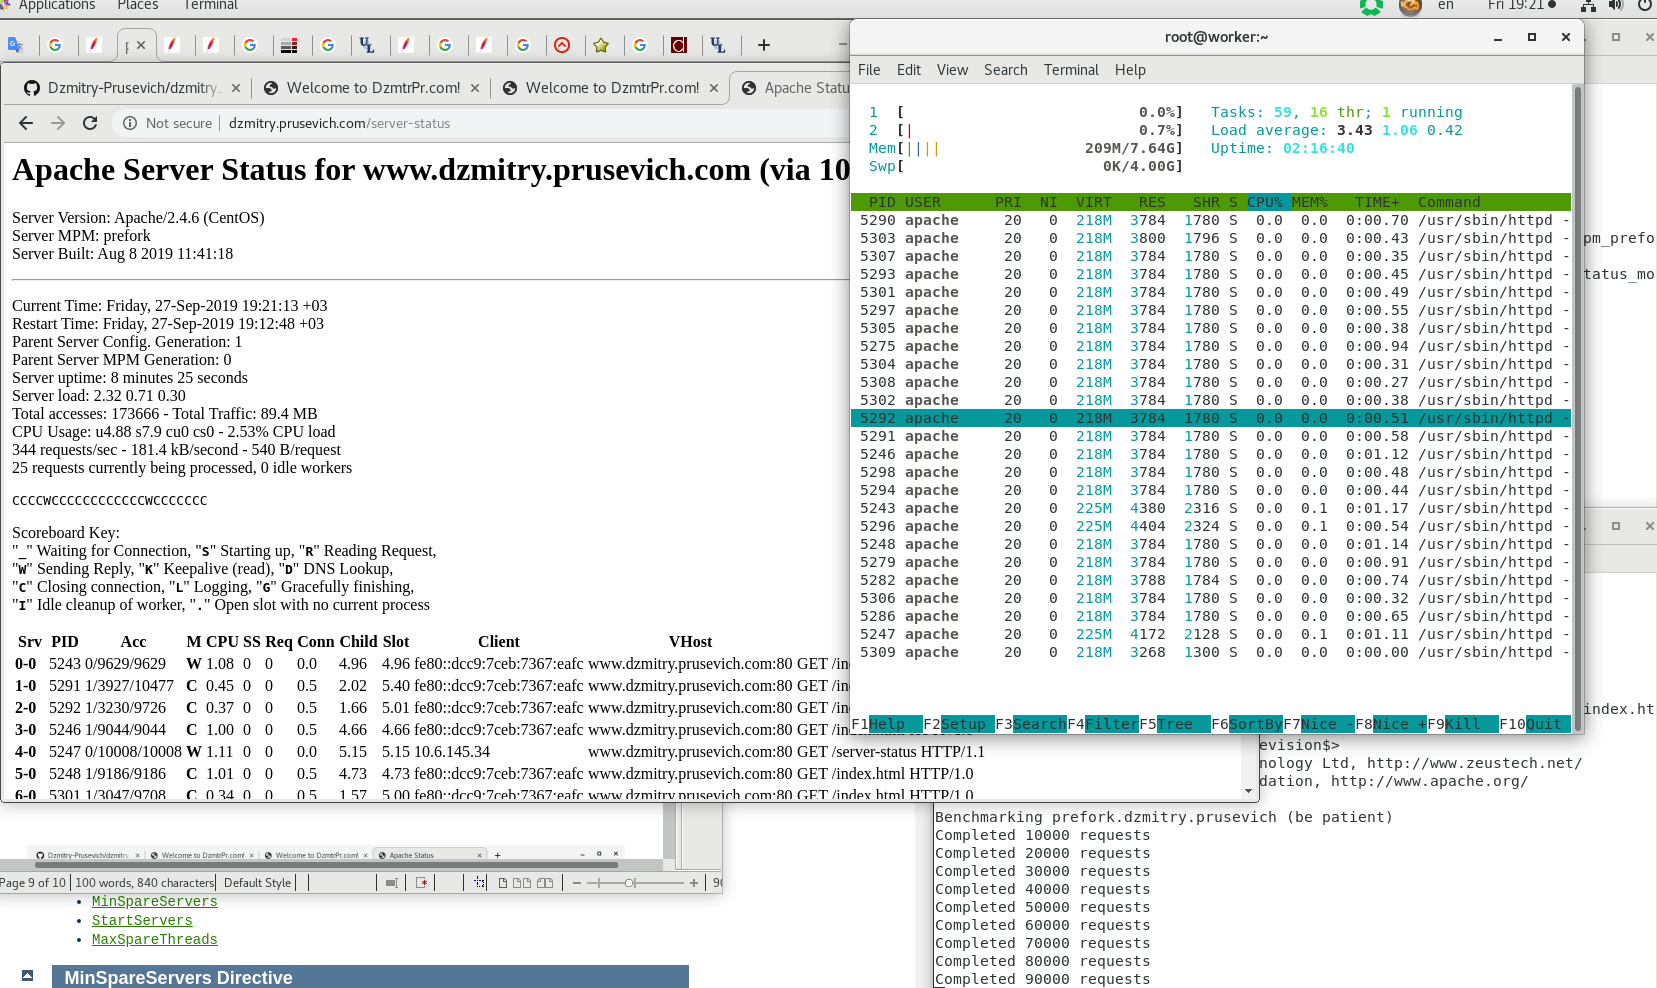 Applications Places Terminal en Fri 19:21
root@worker:~
File Edit View Search Terminal Help
Dzmitry-Prusevich/dzmitry. Welcome to DzmtrPr.com! Welcome to DzmtrPr.com! Apache Statu
Not secure dzmitry.prusevich.com/server-status
Apache Server Status for www.dzmitry.prusevich.com (via 10
Server Version: Apache/2.4.6 (CentOS)
Server MPM: prefork
Server Built: Aug 8 2019 11:41:18
Current Time: Friday, 27-Sep-2019 19:21:13 +03
Restart Time: Friday, 27-Sep-2019 19:12:48 +03
Parent Server Config. Generation: 1
Parent Server MPM Generation: 0
Server uptime: 8 minutes 25 seconds
Server load: 2.32 0.71 0.30
Total accesses: 173666 - Total Traffic: 89.4 MB
CPU Usage: u4.88 s7.9 cu0 cs0 - 2.53% CPU load
344 requests/sec - 181.4 kB/second - 540 B/request
25 requests currently being processed, 0 idle workers
CCCCWCCCCCCCCCCCCWCCCCCCC
Scoreboard Key:
"_" Waiting for Connection, "S" Starting up, "R" Reading Request,
"W" Sending Reply, "K" Keepalive (read), "D" DNS Lookup,
"C" Closing connection, "L" Logging, "G" Gracefully finishing,
"I" Idle cleanup of worker, "." Open slot with no current process
Srv PID Acc M CPU SS Req Conn Child Slot Client VHost
0-0 5243 0/9629/9629 W 1.08 0 0 0.0 4.96 4.96 fe80::dcc9:7ceb:7367:eafc www.dzmitry.prusevich.com:80 GET /ind
1-0 5291 1/3927/10477 C 0.45 0 0 0.5 2.02 5.40 fe80::dcc9:7ceb:7367:eafc www.dzmitry.prusevich.com:80 GET /ind
2-0 5292 1/3230/9726 C 0.37 0 0 0.5 1.66 5.01 fe80::dcc9:7ceb:7367:eafc www.dzmitry.prusevich.com:80 GET /ind
3-0 5246 1/9044/9044 C 1.00 0 0 0.5 4.66 4.66 fe80::dcc9:7ceb:7367:eafc www.dzmitry.prusevich.com:80 GET
4-0 5247 0/10008/10008 W 1.11 0 0 0.0 5.15 5.15 10.6.145.34 www.dzmitry.prusevich.com:80 GET /server-status HTTP/1.1
5-0 5248 1/9186/9186 C 1.01 0 0 0.5 4.73 4.73 fe80::dcc9:7ceb:7367:eafc www.dzmitry.prusevich.com:80 GET /index.html HTTP/1.0
6-0 5301 1/3047/9708 C 0.34 0 0 0.5 1.57 5.00 fe80::dcc9:7ceb:7367:eafc www.dzmitry.prusevich.com:80 GET /index.html HTTP/1.0
1 [ 0.0%] Tasks: 59, 16 thr; 1 running
2 [| 0.7%] Load average: 3.43 1.06 0.42
Mem[|||| 209M/7.64G] Uptime: 02:16:40
Swp[ 0K/4.00G]
PID USER PRI NI VIRT RES SHR S CPU% MEM% TIME+ Command
5290 apache 20 0 218M 3784 1780 S 0.0 0.0 0:00.70 /usr/sbin/httpd -
5303 apache 20 0 218M 3800 1796 S 0.0 0.0 0:00.43 /usr/sbin/httpd -
5307 apache 20 0 218M 3784 1780 S 0.0 0.0 0:00.35 /usr/sbin/httpd -
5293 apache 20 0 218M 3784 1780 S 0.0 0.0 0:00.45 /usr/sbin/httpd -
5301 apache 20 0 218M 3784 1780 S 0.0 0.0 0:00.49 /usr/sbin/httpd -
5297 apache 20 0 218M 3784 1780 S 0.0 0.0 0:00.55 /usr/sbin/httpd -
5305 apache 20 0 218M 3784 1780 S 0.0 0.0 0:00.38 /usr/sbin/httpd -
5275 apache 20 0 218M 3784 1780 S 0.0 0.0 0:00.94 /usr/sbin/httpd -
5304 apache 20 0 218M 3784 1780 S 0.0 0.0 0:00.31 /usr/sbin/httpd -
5308 apache 20 0 218M 3784 1780 S 0.0 0.0 0:00.27 /usr/sbin/httpd -
5302 apache 20 0 218M 3784 1780 S 0.0 0.0 0:00.38 /usr/sbin/httpd -
5292 apache 20 0 218M 3784 1780 S 0.0 0.0 0:00.51 /usr/sbin/httpd -
5291 apache 20 0 218M 3784 1780 S 0.0 0.0 0:00.58 /usr/sbin/httpd -
5246 apache 20 0 218M 3784 1780 S 0.0 0.0 0:01.12 /usr/sbin/httpd -
5298 apache 20 0 218M 3784 1780 S 0.0 0.0 0:00.48 /usr/sbin/httpd -
5294 apache 20 0 218M 3784 1780 S 0.0 0.0 0:00.44 /usr/sbin/httpd -
5243 apache 20 0 225M 4380 2316 S 0.0 0.1 0:01.17 /usr/sbin/httpd -
5296 apache 20 0 225M 4404 2324 S 0.0 0.1 0:00.54 /usr/sbin/httpd -
5248 apache 20 0 218M 3784 1780 S 0.0 0.0 0:01.14 /usr/sbin/httpd -
5279 apache 20 0 218M 3784 1780 S 0.0 0.0 0:00.91 /usr/sbin/httpd -
5282 apache 20 0 218M 3788 1784 S 0.0 0.0 0:00.74 /usr/sbin/httpd -
5306 apache 20 0 218M 3784 1780 S 0.0 0.0 0:00.32 /usr/sbin/httpd -
5286 apache 20 0 218M 3784 1780 S 0.0 0.0 0:00.65 /usr/sbin/httpd -
5247 apache 20 0 225M 4172 2128 S 0.0 0.1 0:01.11 /usr/sbin/httpd -
5309 apache 20 0 218M 3268 1300 S 0.0 0.0 0:00.00 /usr/sbin/httpd -
F1Help F2Setup F3SearchF4FilterF5Tree F6SortByF7Nice -F8Nice +F9Kill F10Quit
pm_prefo
tatus_mo
index.ht
evision$>
nology Ltd, http://www.zeustech.net/
dation, http://www.apache.org/
Benchmarking prefork.dzmitry.prusevich (be patient)
Completed 10000 requests
Completed 20000 requests
Completed 30000 requests
Completed 40000 requests
Completed 50000 requests
Completed 60000 requests
Completed 70000 requests
Completed 80000 requests
Completed 90000 requests
Dzmitry-Prusevich/dzmitr Welcome to DzmtrPr.com! Welcome to DzmtrPr.com! Apache Status
Page 9 of 10 100 words, 840 characters Default Style
MinSpareServers
StartServers
MaxSpareThreads
MinSpareServers Directive